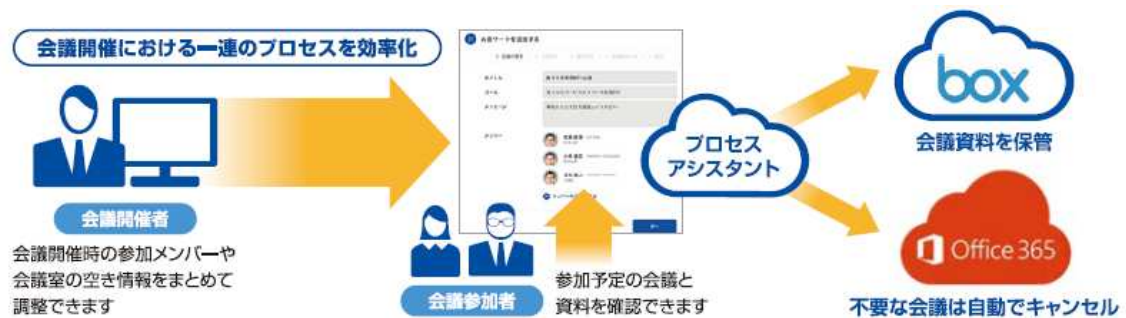 会議開催における一連のプロセスを効率化
会議開催者
会議開催時の参加メンバーや
会議室の空き情報をまとめて
調整できます
会議参加者
参加予定の会議と
資料を確認できます
プロセス
アシスタント
box
会議資料を保管
Office 365
不要な会議は自動でキャンセル